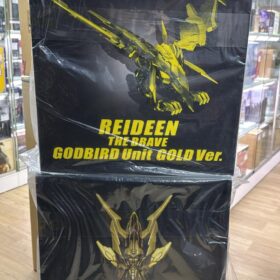 REIDEEN
THE BRAVE
GODBIRD Unit GOLD Ver.